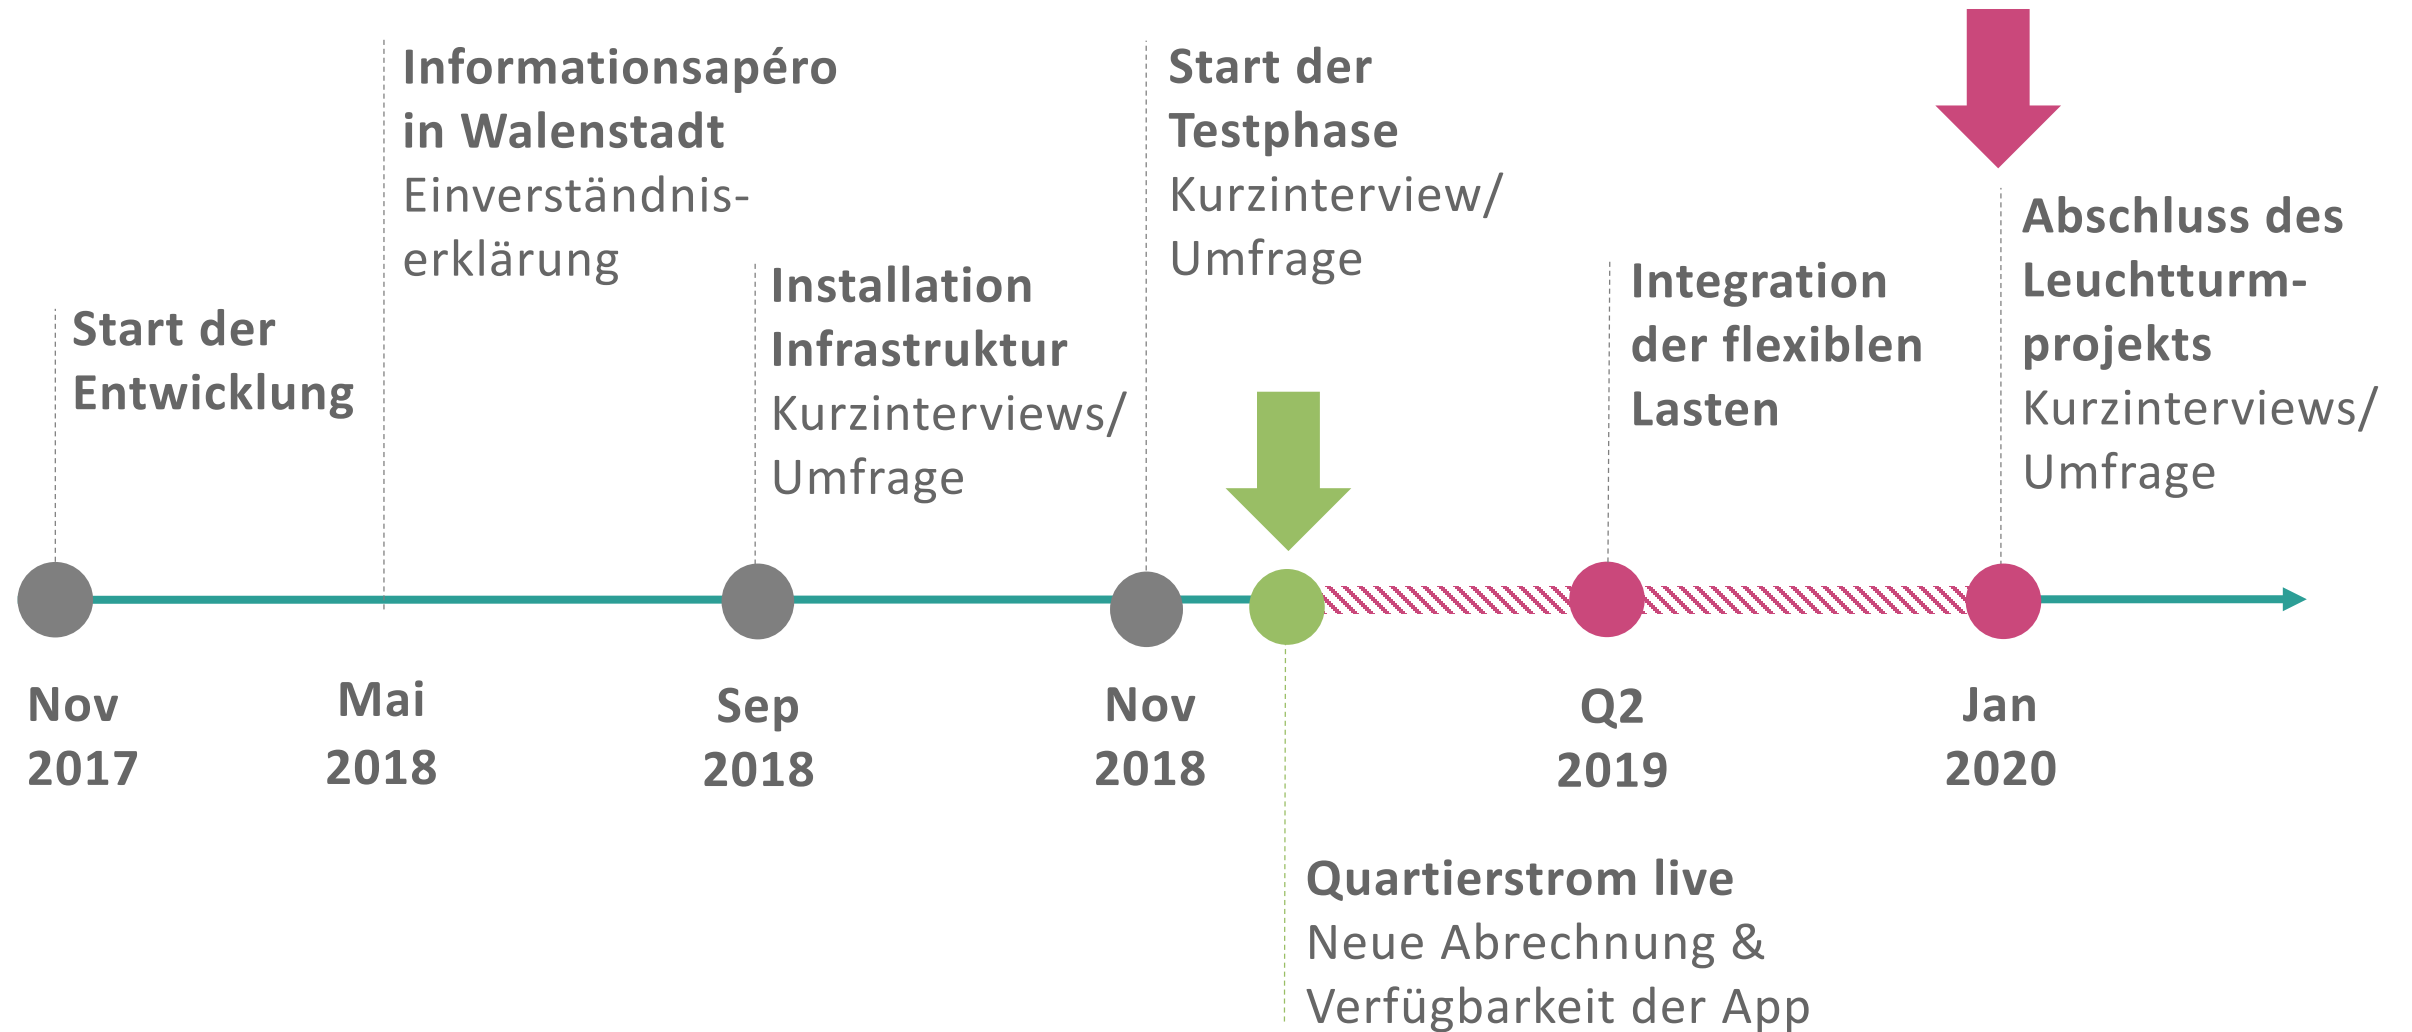 Start der
Entwicklung
Informationsapéro
in Walenstadt
Einverständnis-
erklärung
Installation
Infrastruktur
Kurzinterviews/
Umfrage
Start der
Testphase
Kurzinterview/
Umfrage
Integration
der flexiblen
Lasten
Abschluss des
Leuchtturm-
projekts
Kurzinterviews/
Umfrage
Nov
2017
Mai
2018
Sep
2018
Nov
2018
Q2
2019
Jan
2020
Quartierstrom live
Neue Abrechnung &
Verfügbarkeit der App